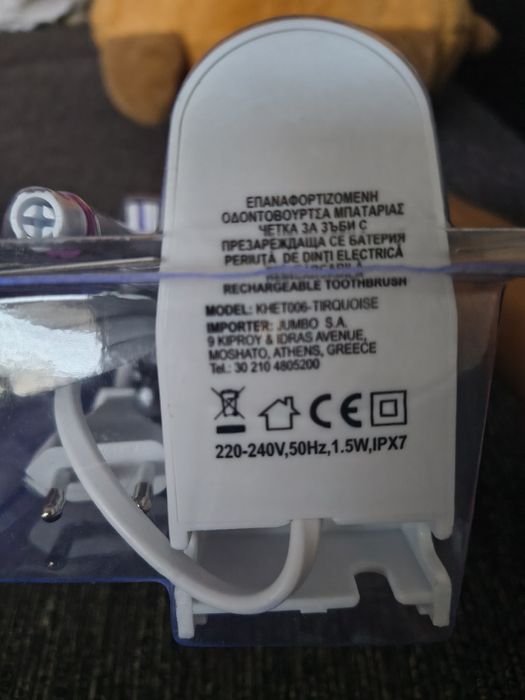 ΕΠΑΝΑΦΟΡΤΙΖΟΜΕΝΗ
ΟΔΟΝΤΟΒΟΥΡΤΣΑ ΜΠΑΤΑΡΙΑΣ
ЧЕТКА ЗА ЗЪБИ С
ПРЕЗАРЕЖДАЩА СЕ БАТЕРИЯ
PERIUȚĂ DE DINȚI ELECTRICĂ
RECHARGEABLE TOOTHBRUSH
MODEL: KHET006-TIRQUOISE
IMPORTER: JUMBO S.A.
9 KIPROY & IDRAS AVENUE,
MOSHATO, ATHENS, GREECE
Tel.: 30 210 4805200
CE
220-240V,50Hz,1.5W,IPX7